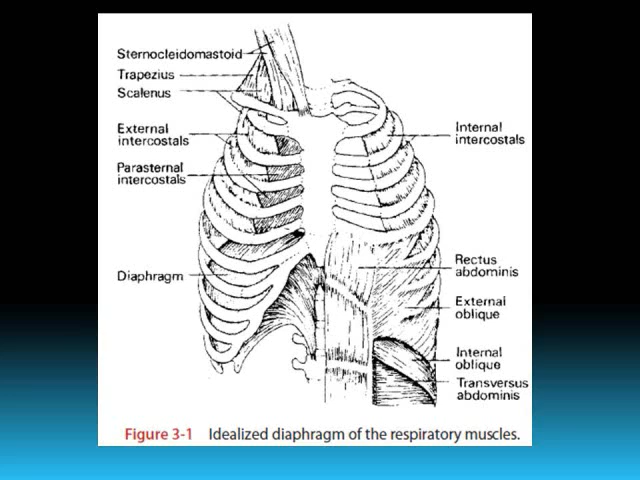 Sternocleidomastoid
Trapezius
Scalenus
External
intercostals
Parasternal
intercostals
Diaphragm
Internal
intercostals
Rectus
abdominis
External
oblique
Internal
oblique
Transversus
abdominis
Figure 3-1 Idealized diaphragm of the respiratory muscles.